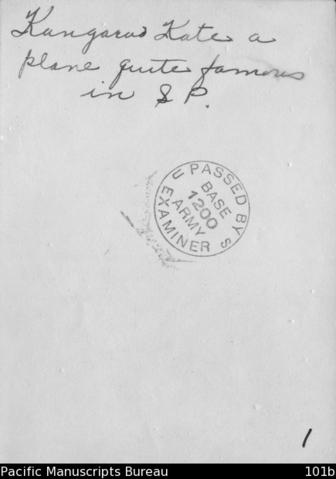 Kangaroo Kate a
plane quite famous
in S P.
PASSED BY
U S
BASE
1200
ARMY
EXAMINER
1
Pacific Manuscripts Bureau 101b